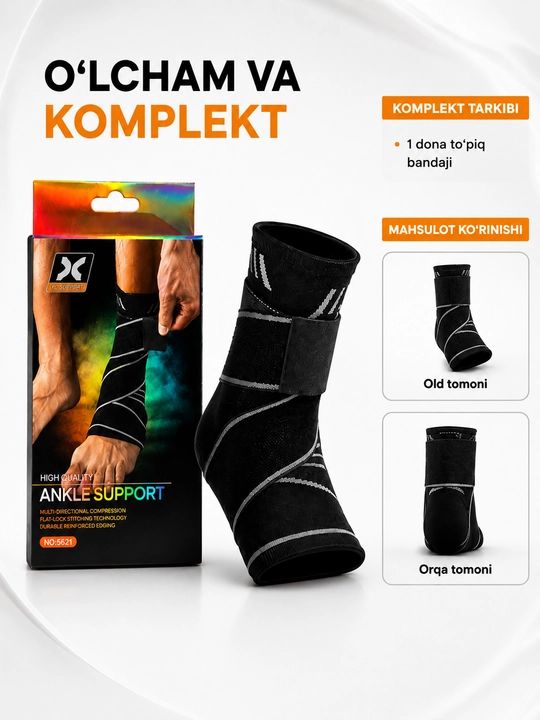 O‘LCHAM VA
KOMPLEKT
KOMPLEKT TARKIBI
• 1 dona to‘piq
bandaji
MAHSULOT KO‘RINISHI
Old tomoni
Orqa tomoni
HIGH QUALITY
ANKLE SUPPORT
MULTI-DIRECTIONAL COMPRESSION
FLAT-LOCK STITCHING TECHNOLOGY
DURABLE REINFORCED EDGING
NO:5621